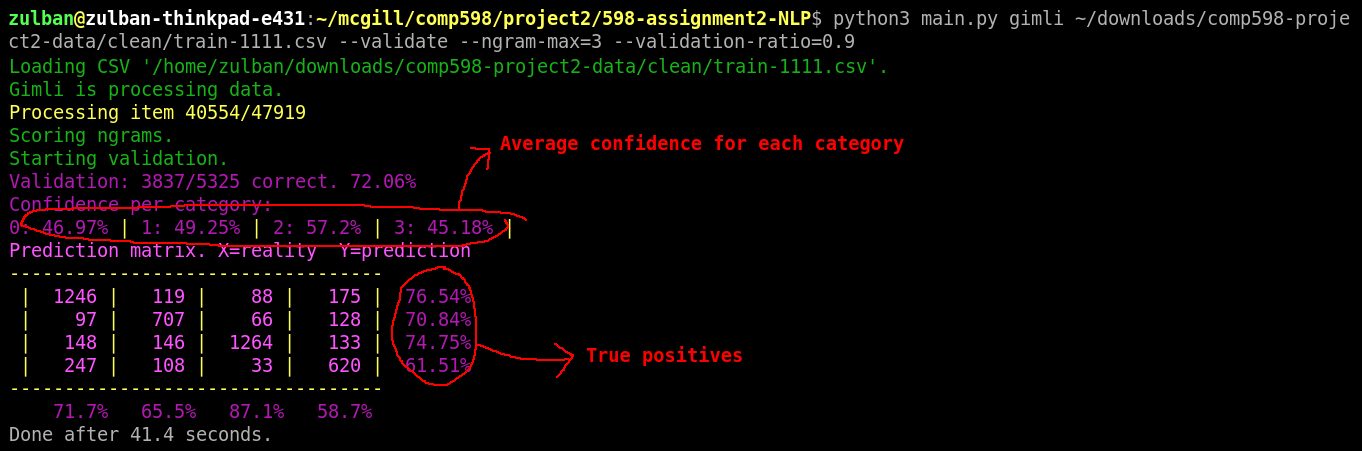 zulban@zulban-thinkpad-e431:~/mcgill/comp598/project2/598-assignment2-NLP$ python3 main.py gimli ~/downloads/comp598-proje
ct2-data/clean/train-1111.csv --validate --ngram-max=3 --validation-ratio=0.9
Loading CSV '/home/zulban/downloads/comp598-project2-data/clean/train-1111.csv'.
Gimli is processing data.
Processing item 40554/47919
Scoring ngrams.
Average confidence for each category
Starting validation.
Validation: 3837/5325 correct. 72.06%
Confidence per category:
0: 46.97% | 1: 49.25% | 2: 57.2% | 3: 45.18% |
Prediction matrix. X=reality  Y=prediction
----------------------------------
|  1246 |   119 |    88 |   175 |  76.54%
|    97 |   707 |    66 |   128 |  70.84%
|   148 |   146 |  1264 |   133 |  74.75%
|   247 |   108 |    33 |   620 |  61.51%
True positives
----------------------------------
71.7%   65.5%   87.1%   58.7%
Done after 41.4 seconds.